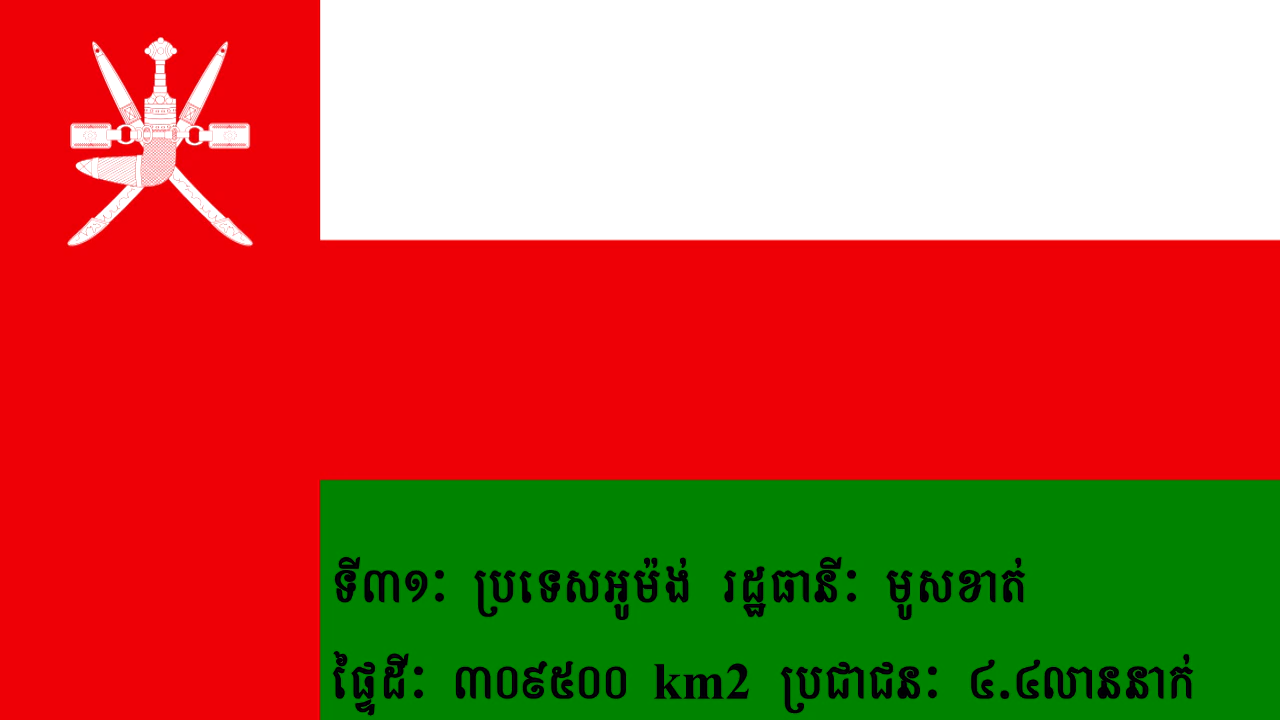 ទី៣១ៈ ប្រទេសអូម៉ង់ រដ្ឋធានីៈ មូសខាត់
ផ្ទៃដីៈ ៣០៩៥០០ km2 ប្រជាជនៈ ៤.៤លាននាក់